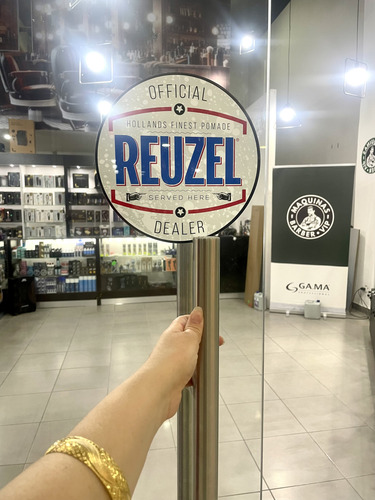 OFFICIAL
HOLLANDS FINEST POMADE
REUZEL
SERVED HERE
DEALER
MAQUINAS
BARBER VIP
GAMA